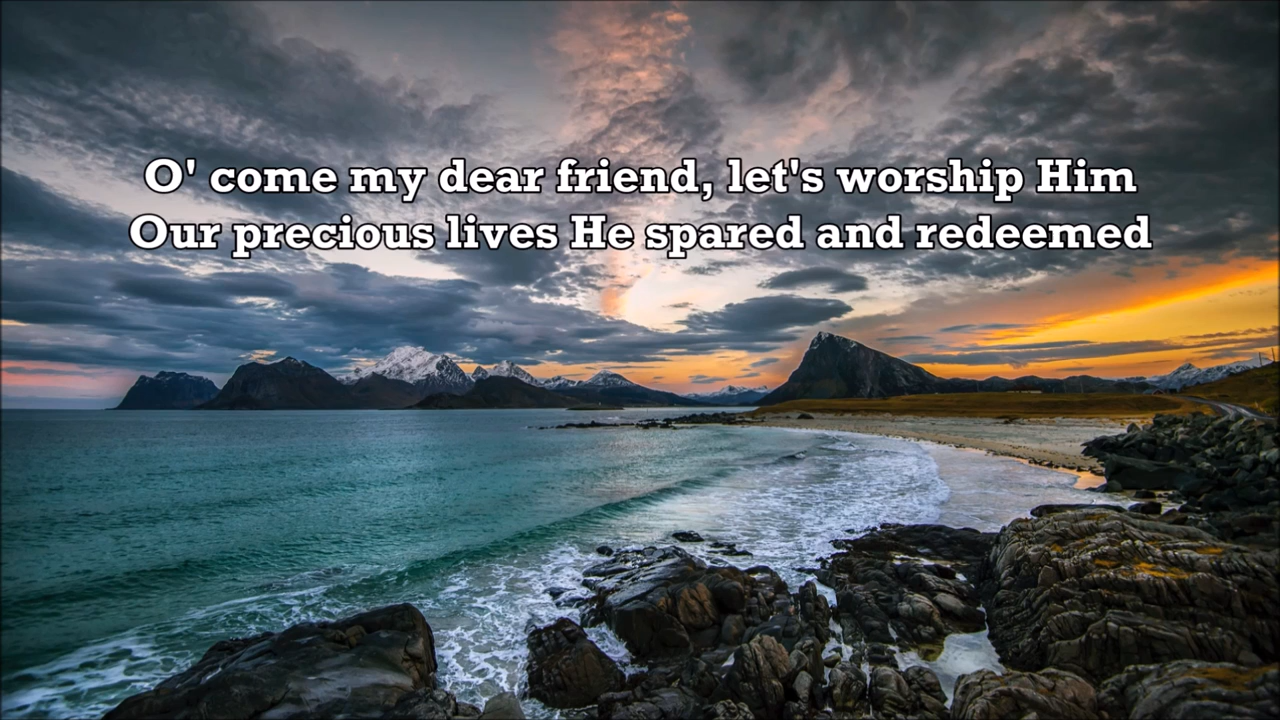 O' come my dear friend, let's worship Him
Our precious lives He spared and redeemed